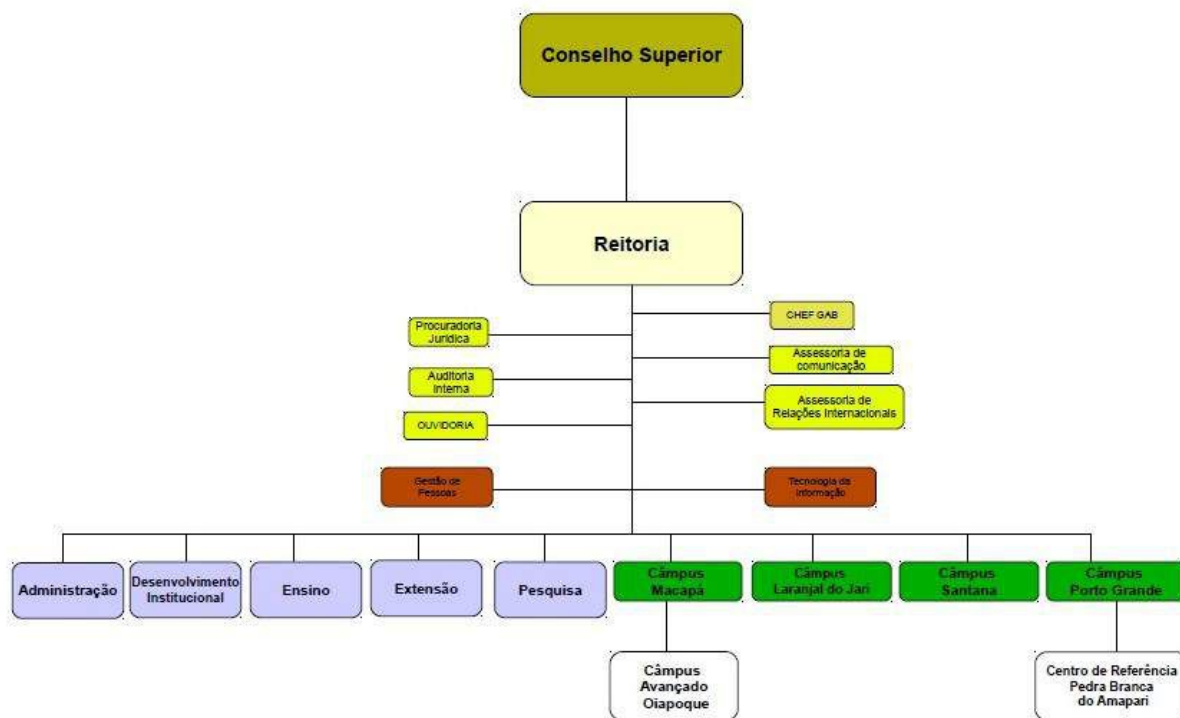 Conselho Superior
Reitoria
Procuradoria
Jurídica
CHEF GAB
Assessoria de
comunicação
Auditoria
Interna
Assessoria de
Relações Internacionais
OUVIDORIA
Gestão de
Pessoas
Tecnologia da
Informação
Administração
Desenvolvimento
Institucional
Ensino
Extensão
Pesquisa
Câmpus
Macapá
Câmpus
Laranjal do Jari
Câmpus
Santana
Câmpus
Porto Grande
Câmpus
Avançado
Oiapoque
Centro de Referência
Pedra Branca
do Amapari